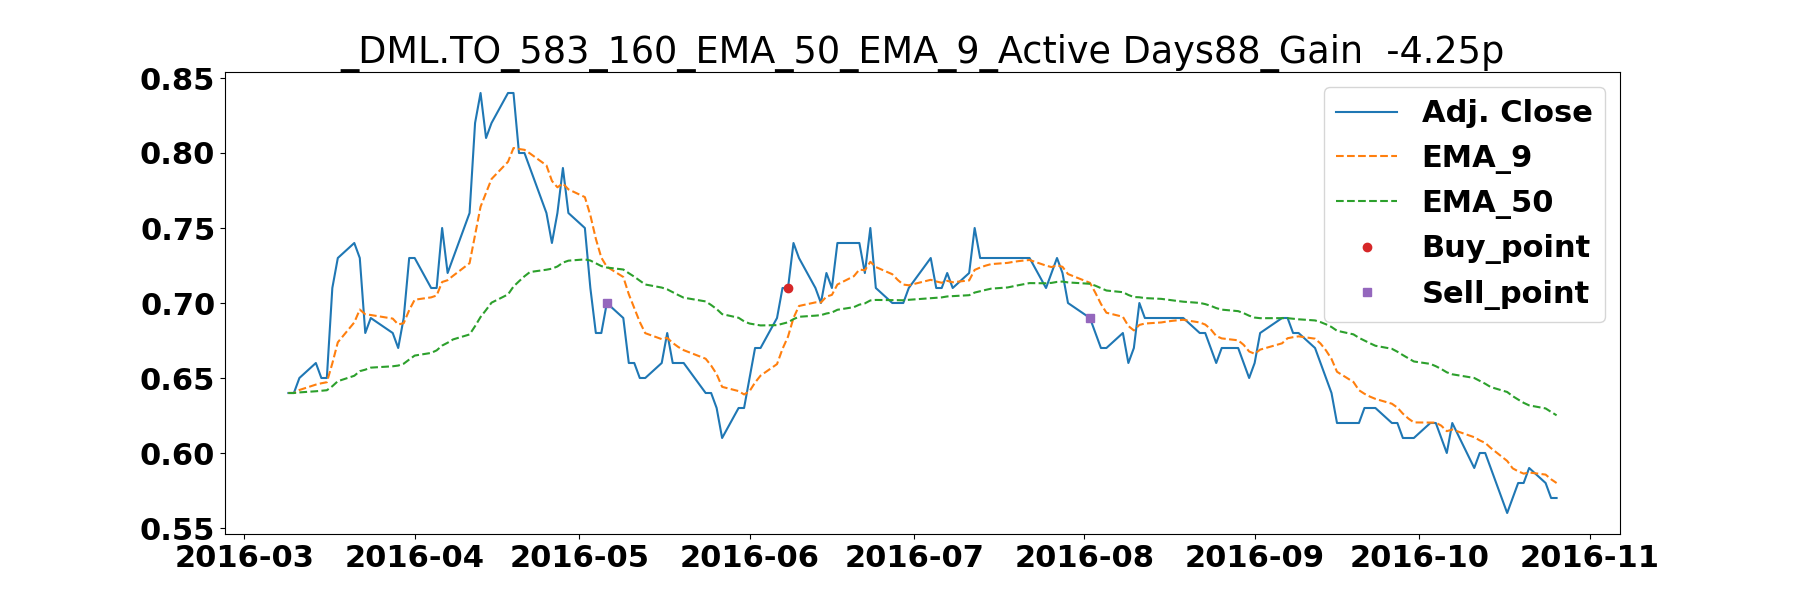 _DML.TO_583_160_EMA_50_EMA_9_Active Days88_Gain  -4.25p
0.85
0.80
0.75
0.70
0.65
0.60
0.55
2016-03 2016-04 2016-05 2016-06 2016-07 2016-08 2016-09 2016-10 2016-11
Adj. Close
EMA_9
EMA_50
Buy_point
Sell_point